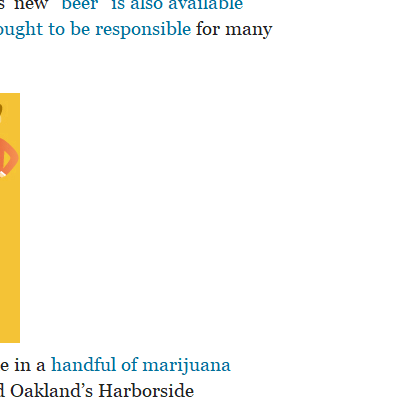 new "beer" is also available
ought to be responsible for many
e in a handful of marijuana
d Oakland's Harborside